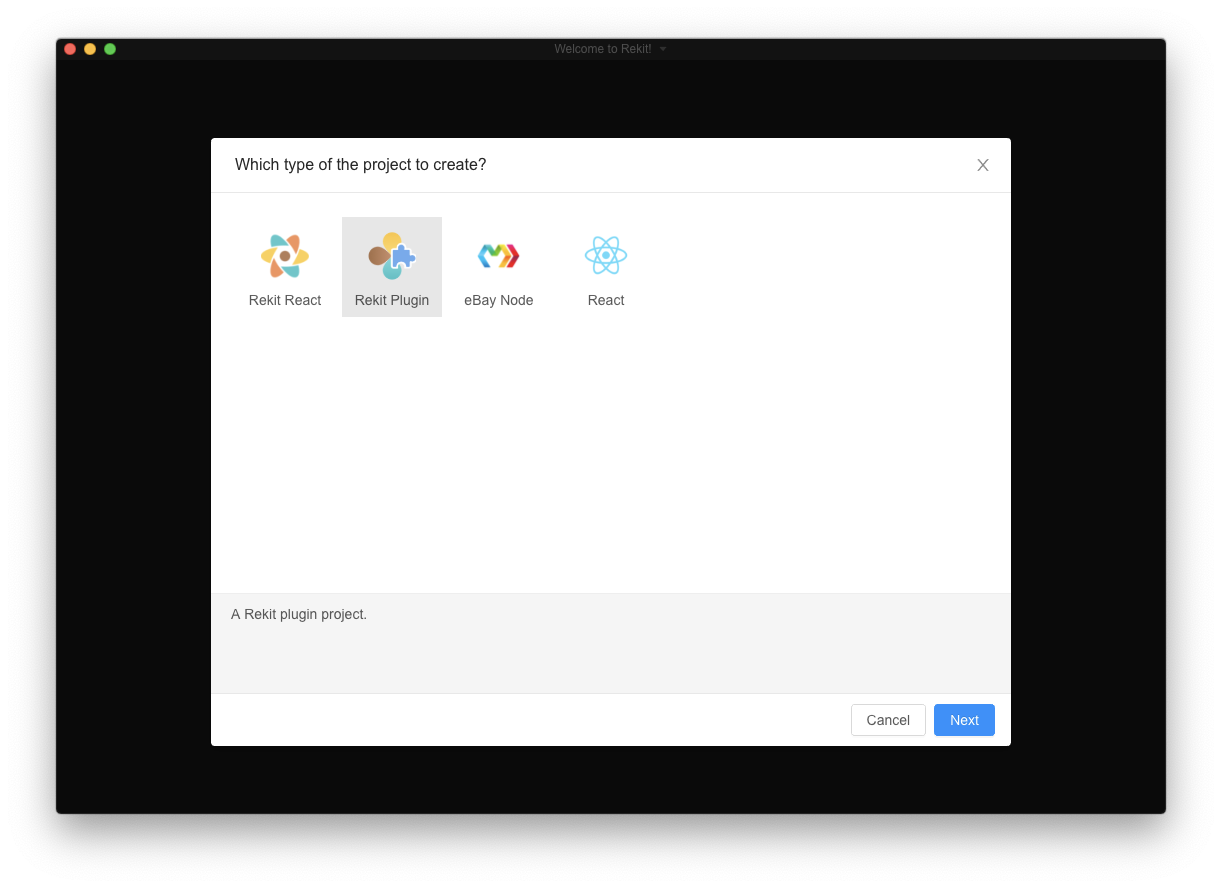 Welcome to Rekit!
Which type of the project to create?
Rekit React
Rekit Plugin
eBay Node
React
A Rekit plugin project.
Cancel
Next